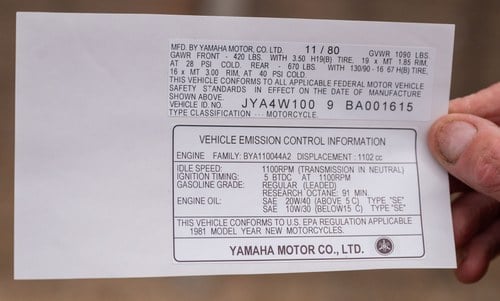 MFD. BY YAMAHA MOTOR, CO. LTD. 11 / 80 GVWR 1090 LBS.
GAWR FRONT - 420 LBS WITH 3.50 H19(B) TIRE, 19 x MT 1.85 RIM,
AT 28 PSI COLD. REAR - 670 LBS. WITH 130/90 - 16 67 H(B) TIRE,
16 x MT 3.00 RIM, AT 40 PSI COLD.
THIS VEHICLE CONFORMS TO ALL APPLICABLE FEDERAL MOTOR VEHICLE
SAFETY STANDARDS IN EFFECT ON THE DATE OF MANUFACTURE
SHOWN ABOVE.
VEHICLE ID. NO. JYA4W100 9 BA001615
TYPE CLASSIFICATION ..... MOTORCYCLE.
VEHICLE EMISSION CONTROL INFORMATION
ENGINE FAMILY: BYA110044A2 DISPLACEMENT : 1102 cc
IDLE SPEED: 1100RPM (TRANSMISSION IN NEUTRAL)
IGNITION TIMING: 5 BTDC AT 1100RPM
GASOLINE GRADE: REGULAR (LEADED)
RESEARCH OCTANE: 91 MIN.
ENGINE OIL: SAE 20W/40 (ABOVE 5 C) TYPE "SE"
SAE 10W/30 (BELOW 15 C) TYPE "SE"
THIS VEHICLE CONFORMS TO U.S. EPA REGULATION APPLICABLE
1981 MODEL YEAR NEW MOTORCYCLES.
YAMAHA MOTOR CO., LTD.